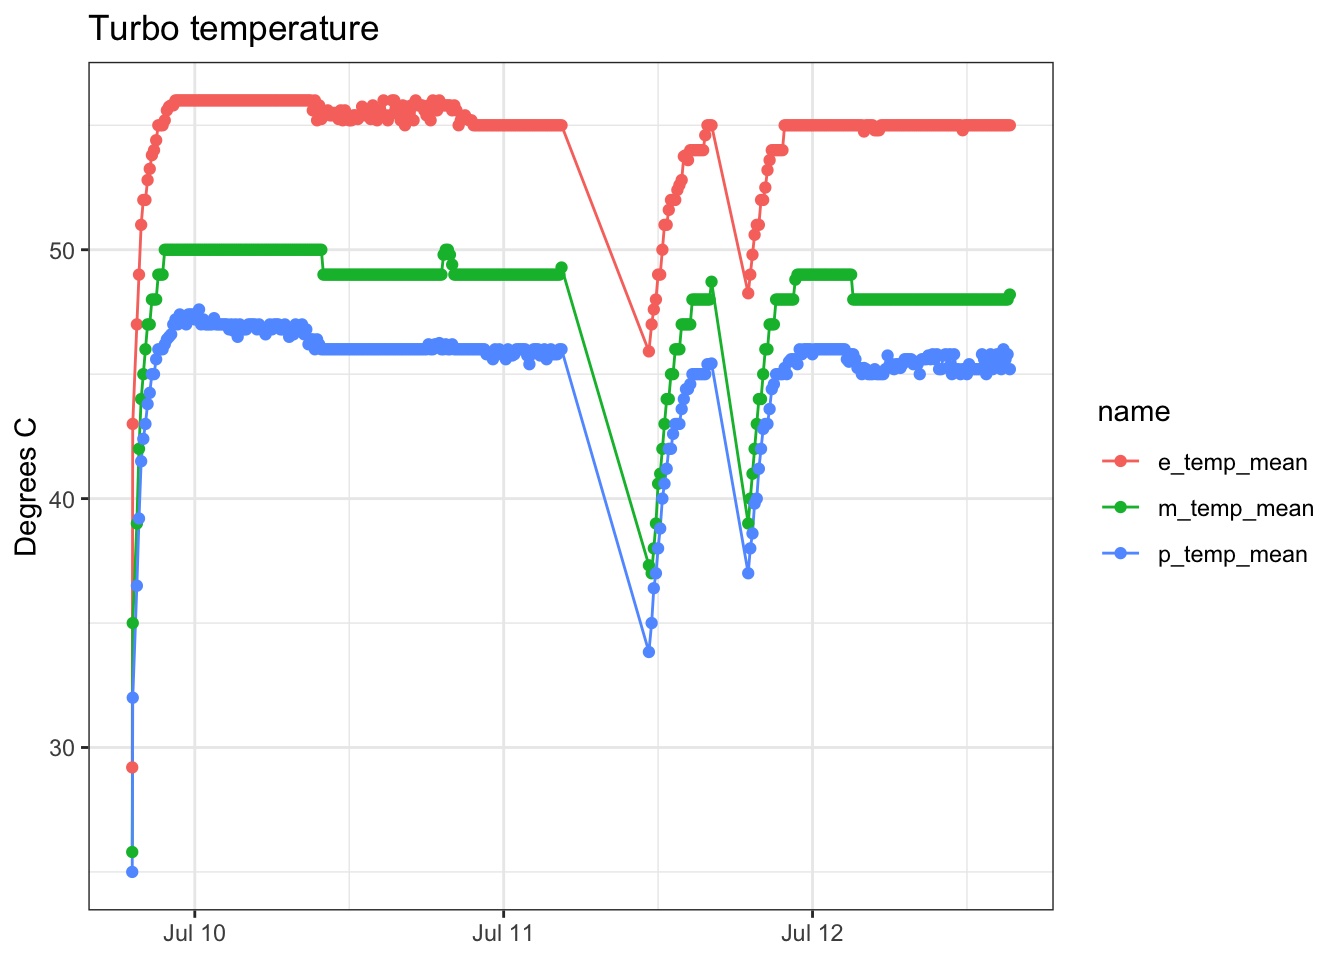 Turbo temperature
Degrees C
50
40
30
Jul 10
Jul 11
Jul 12
name
e_temp_mean
m_temp_mean
p_temp_mean